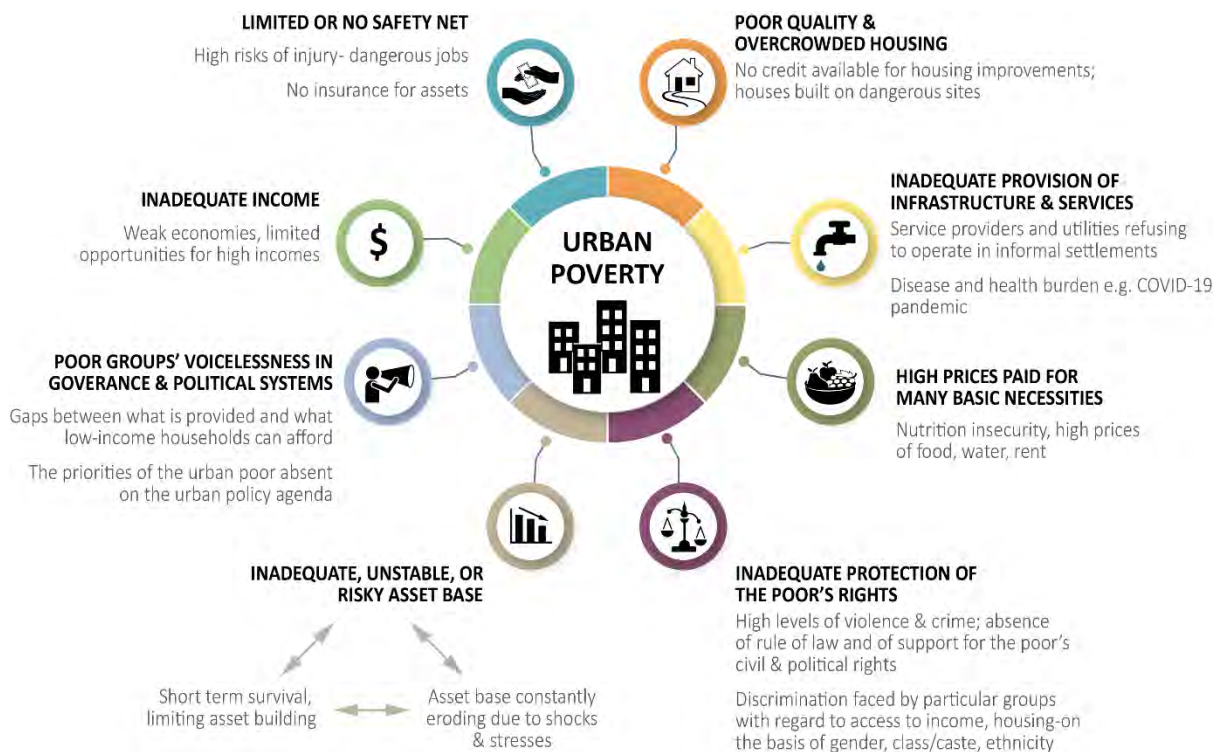 LIMITED OR NO SAFETY NET
High risks of injury- dangerous jobs
No insurance for assets
POOR QUALITY &
OVERCROWDED HOUSING
No credit available for housing improvements;
houses built on dangerous sites
INADEQUATE INCOME
Weak economies, limited
opportunities for high incomes
$
URBAN
POVERTY
INADEQUATE PROVISION OF
INFRASTRUCTURE & SERVICES
Service providers and utilities refusing
to operate in informal settlements
Disease and health burden e.g. COVID-19
pandemic
POOR GROUPS' VOICELESSNESS IN
GOVERANCE & POLITICAL SYSTEMS
Gaps between what is provided and what
low-income households can afford
The priorities of the urban poor absent
on the urban policy agenda
HIGH PRICES PAID FOR
MANY BASIC NECESSITIES
Nutrition insecurity, high prices
of food, water, rent
INADEQUATE, UNSTABLE, OR
RISKY ASSET BASE
Short term survival,
limiting asset building
Asset base constantly
eroding due to shocks
& stresses
INADEQUATE PROTECTION OF
THE POOR'S RIGHTS
High levels of violence & crime; absence
of rule of law and of support for the poor's
civil & political rights
Discrimination faced by particular groups
with regard to access to income, housing-on
the basis of gender, class/caste, ethnicity